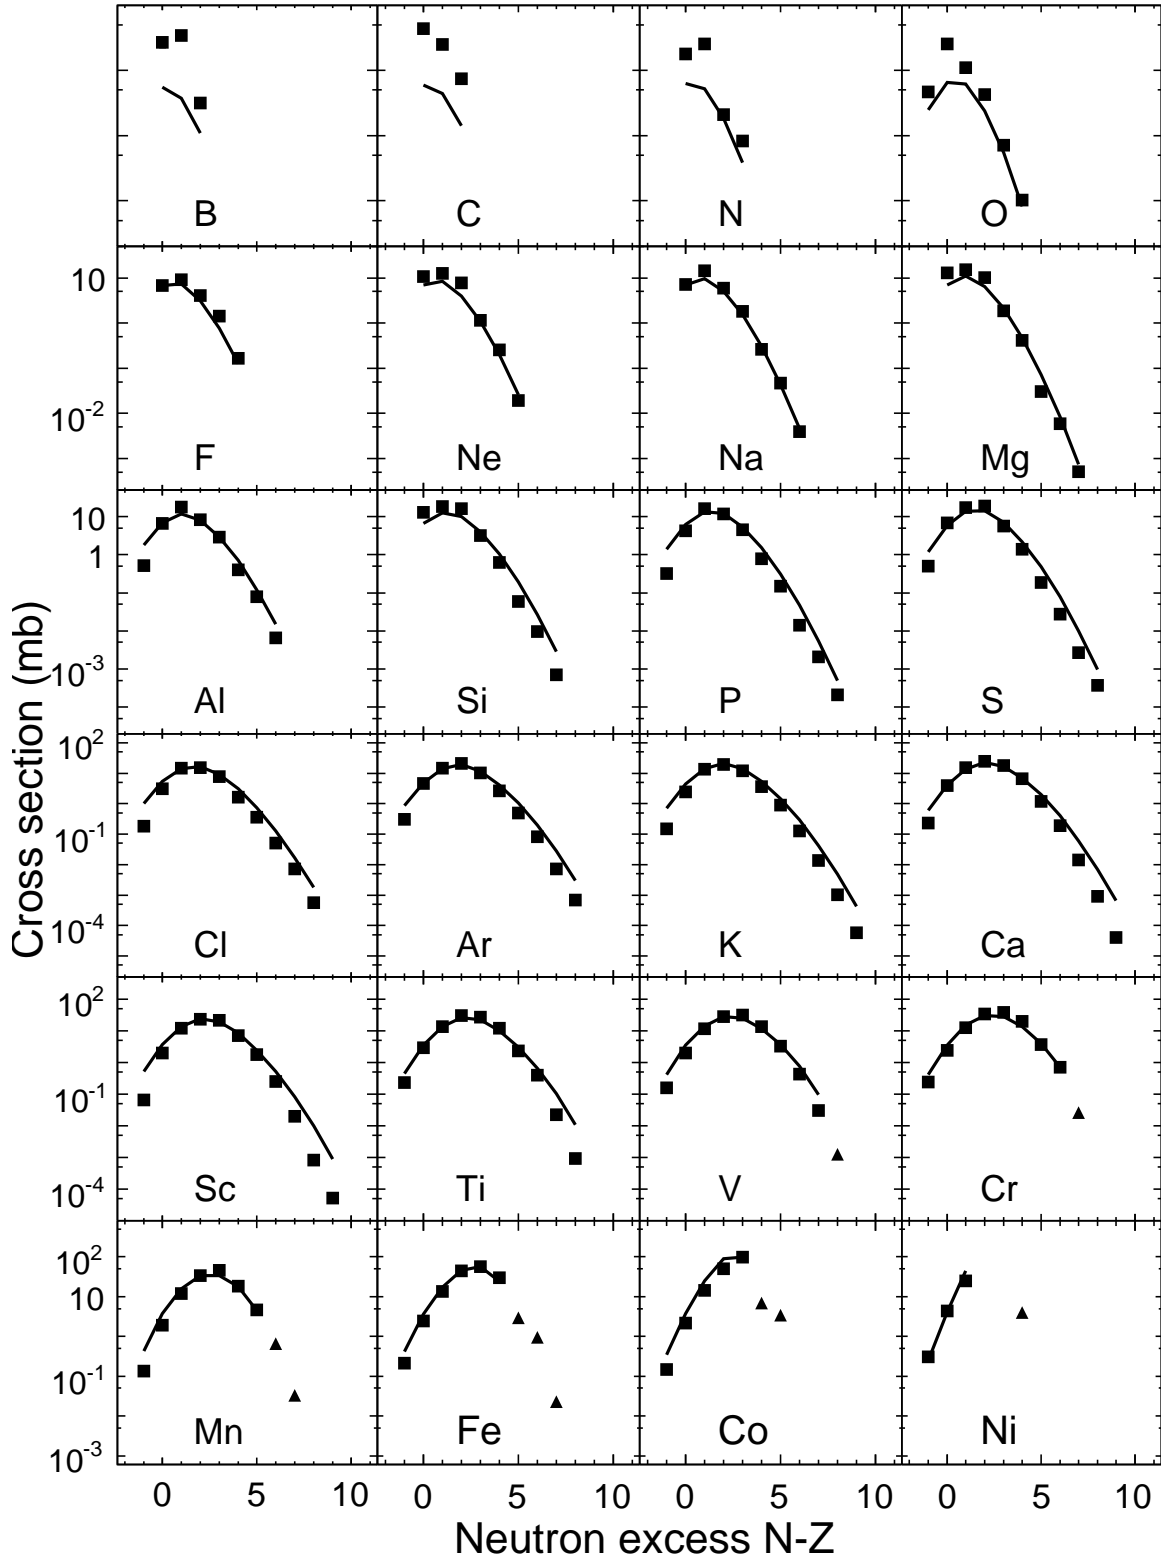 B C N O
10
10-2
F Ne Na Mg
10
1
10-3
Al Si P S
Cross section (mb)
10 2
10-1
10-4
Cl Ar K Ca
10 2
10-1
10-4
Sc Ti V Cr
10 2
10
10-1
10-3
Mn Fe Co Ni
0 5 10 0 5 10 0 5 10 0 5 10
Neutron excess N-Z